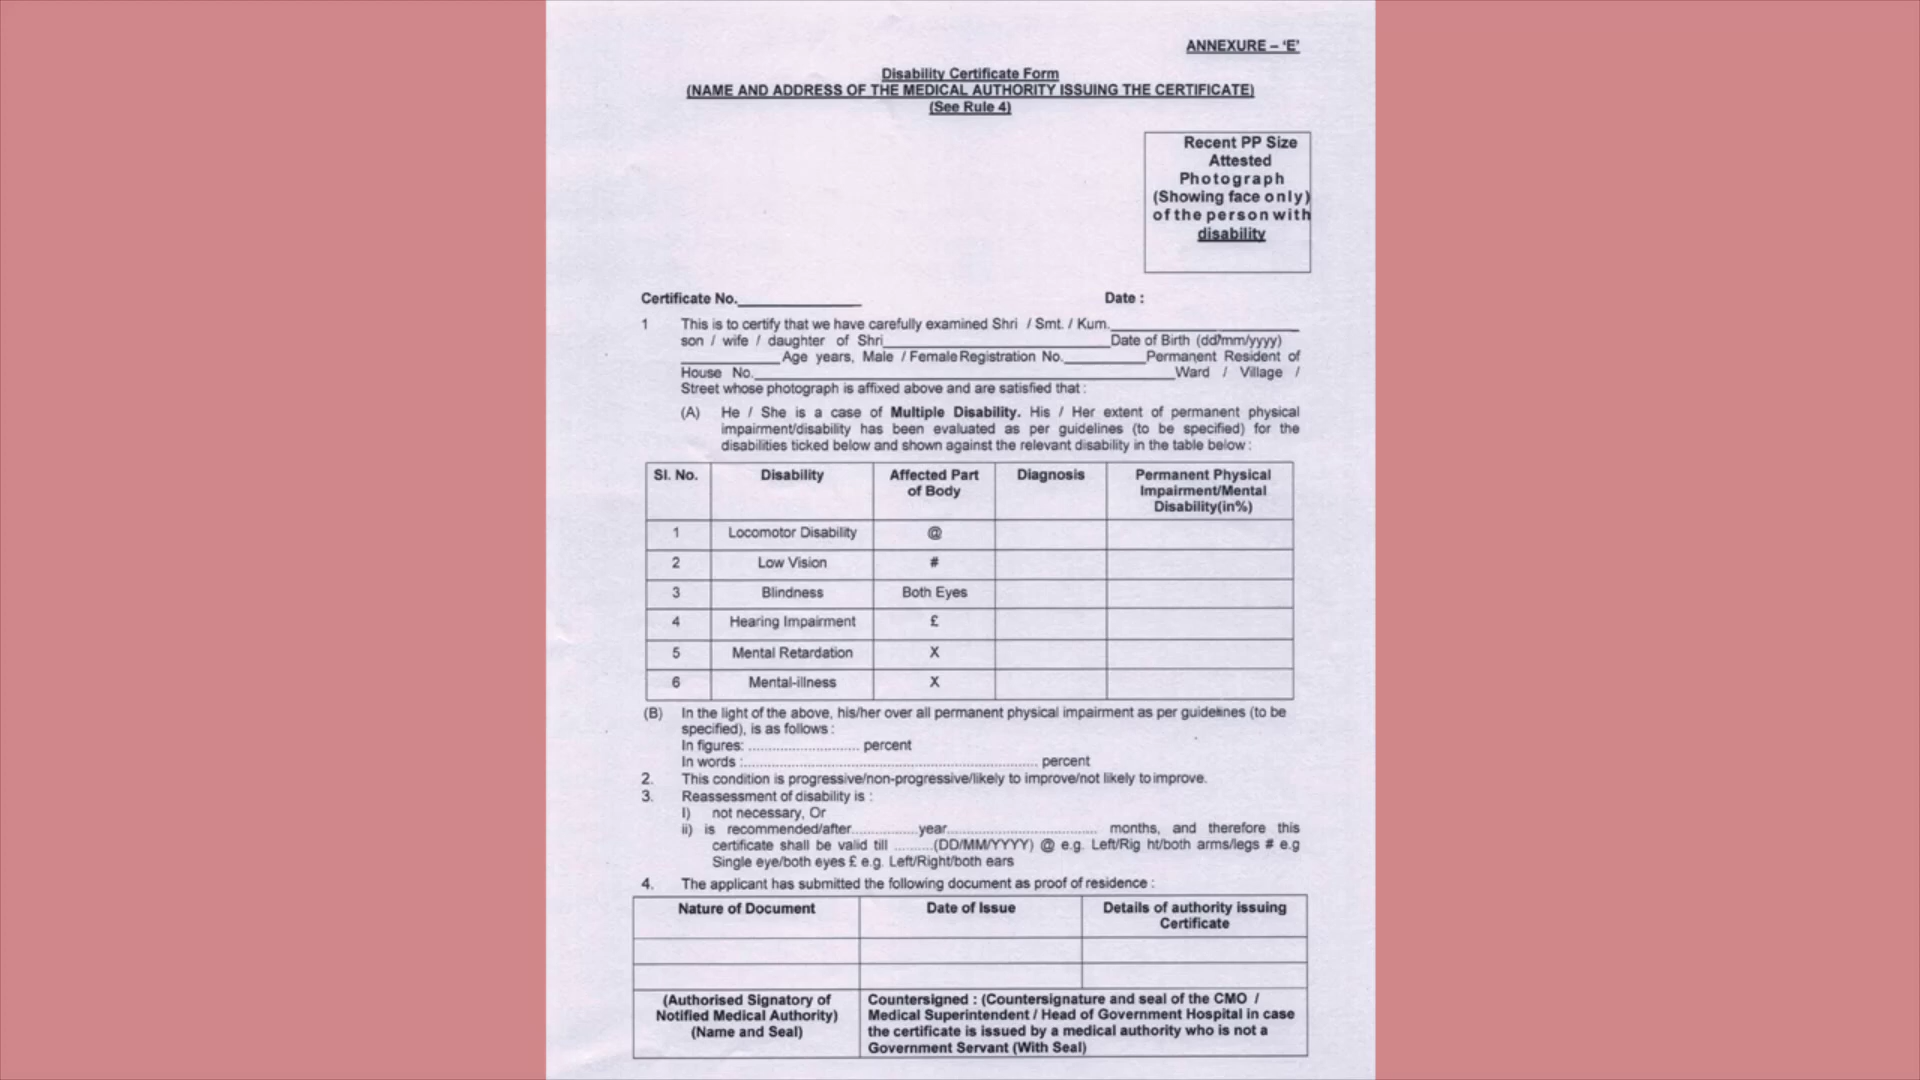 ANNEXURE – 'E'
Disability Certificate Form
(NAME AND ADDRESS OF THE MEDICAL AUTHORITY ISSUING THE CERTIFICATE)
(See Rule 4)
Recent PP Size
Attested
Photograph
(Showing face only)
of the person with
disability
Certificate No.______________ Date :
1 This is to certify that we have carefully examined Shri / Smt. / Kum.______________________
son / wife / daughter of Shri__________________________Date of Birth (dd/mm/yyyy)
____________Age years, Male / Female Registration No.__________Permanent Resident of
House No.________________________________________________Ward / Village /
Street whose photograph is affixed above and are satisfied that :
(A) He / She is a case of Multiple Disability. His / Her extent of permanent physical
impairment/disability has been evaluated as per guidelines (to be specified) for the
disabilities ticked below and shown against the relevant disability in the table below :
Sl. No. Disability Affected Part of Body Diagnosis Permanent Physical Impairment/Mental Disability(in%)
1 Locomotor Disability @
2 Low Vision #
3 Blindness Both Eyes
4 Hearing Impairment £
5 Mental Retardation X
6 Mental-illness X
(B) In the light of the above, his/her over all permanent physical impairment as per guidelines (to be
specified), is as follows :
In figures: ............................ percent
In words :........................................................................... percent
2. This condition is progressive/non-progressive/likely to improve/not likely to improve.
3. Reassessment of disability is :
I) not necessary, Or
ii) is recommended/after.................year....................................... months, and therefore this
certificate shall be valid till ..........(DD/MM/YYYY) @ e.g. Left/Rig ht/both arms/legs # e.g
Single eye/both eyes £ e.g. Left/Right/both ears
4. The applicant has submitted the following document as proof of residence :
Nature of Document Date of Issue Details of authority issuing Certificate
(Authorised Signatory of
Notified Medical Authority)
(Name and Seal)
Countersigned : (Countersignature and seal of the CMO /
Medical Superintendent / Head of Government Hospital in case
the certificate is issued by a medical authority who is not a
Government Servant (With Seal)